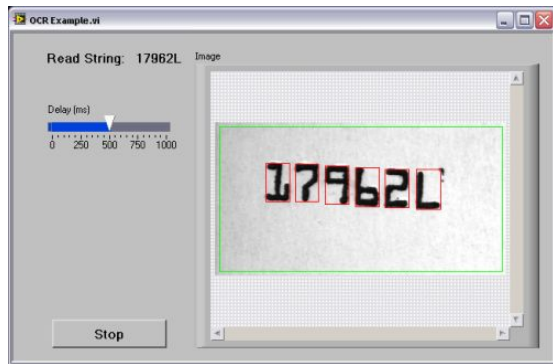 OCR Example.vi
Read String: 17962L
Image
Delay (ms)
0 250 500 750 1000
17962L
Stop